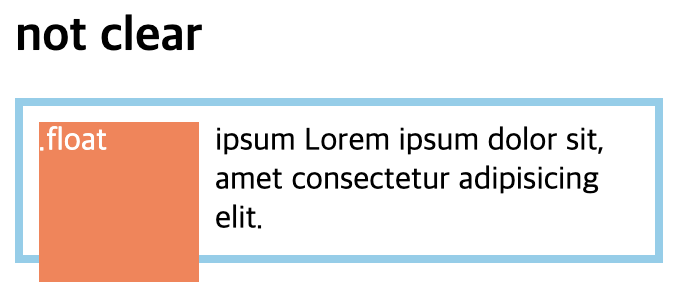 not clear
.float
ipsum Lorem ipsum dolor sit,
amet consectetur adipisicing
elit.